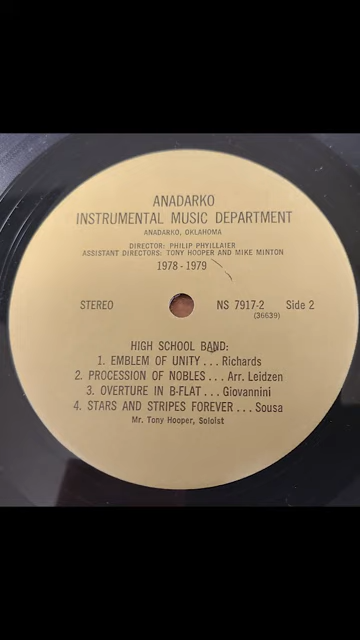 ANADARKO
INSTRUMENTAL MUSIC DEPARTMENT
ANADARKO, OKLAHOMA
DIRECTOR: PHILIP PHYILLAIER
ASSISTANT DIRECTORS: TONY HOOPER AND MIKE MINTON
1978 - 1979
STEREO
NS 7917-2 Side 2
(36639)
HIGH SCHOOL BAND:
1. EMBLEM OF UNITY . . . Richards
2. PROCESSION OF NOBLES . . . Arr. Leidzen
3. OVERTURE IN B-FLAT . . . Giovannini
4. STARS AND STRIPES FOREVER . . . Sousa
Mr. Tony Hooper, Soloist